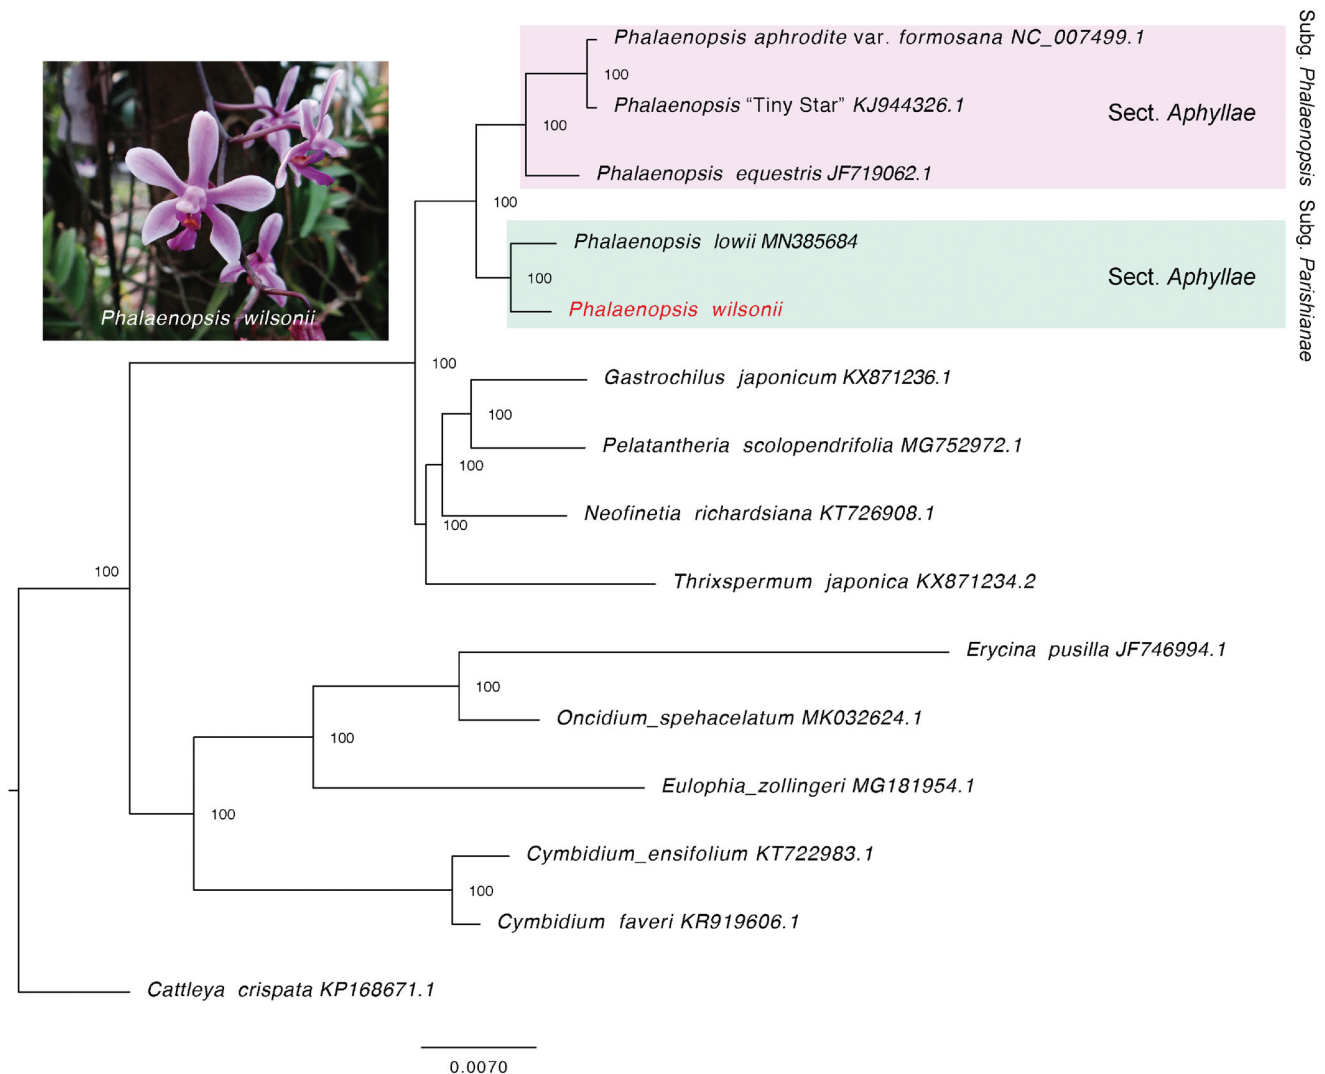 Phalaenopsis aphrodite var. formosana NC_007499.1
100
Phalaenopsis "Tiny Star" KJ944326.1
Sect. Aphyllae
100
Phalaenopsis equestris JF719062.1
Subg. Phalaenopsis
100
Phalaenopsis lowii MN385684
100
Sect. Aphyllae
Phalaenopsis wilsonii
Subg. Parishianae
Phalaenopsis wilsonii
100
Gastrochilus japonicum KX871236.1
100
Pelatantheria scolopendrifolia MG752972.1
100
Neofinetia richardsiana KT726908.1
100
Thrixspermum japonica KX871234.2
100
Erycina pusilla JF746994.1
100
Oncidium_spehacelatum MK032624.1
100
Eulophia_zollingeri MG181954.1
100
Cymbidium_ensifolium KT722983.1
100
Cymbidium faveri KR919606.1
Cattleya crispata KP168671.1
0.0070